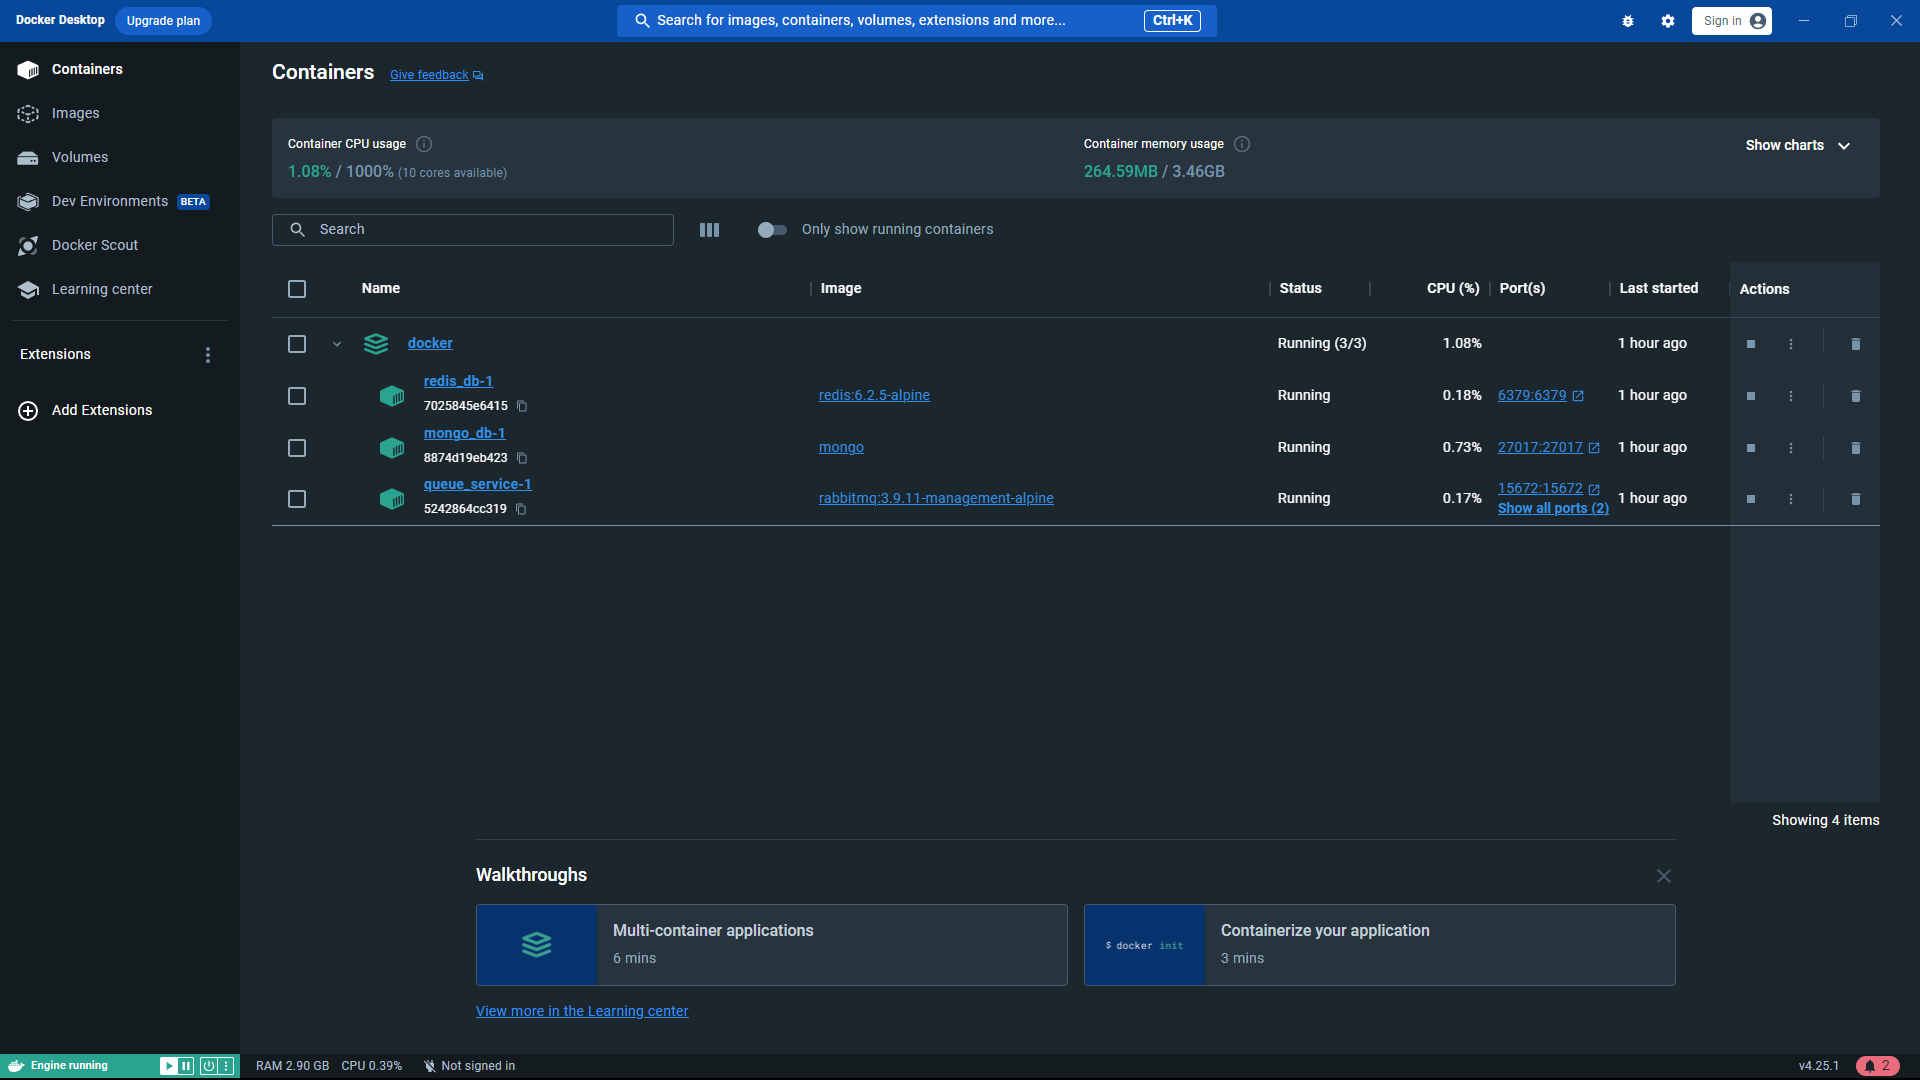 Docker Desktop
Upgrade plan
Search for images, containers, volumes, extensions and more...
Ctrl+K
Sign in
Containers
Images
Volumes
Dev Environments BETA
Docker Scout
Learning center
Extensions
Add Extensions
Containers
Give feedback
Container CPU usage
1.08% / 1000% (10 cores available)
Container memory usage
264.59MB / 3.46GB
Show charts
Search
Only show running containers
Name Image Status CPU (%) Port(s) Last started Actions
docker Running (3/3) 1.08% 1 hour ago
redis_db-1
7025845e6415
redis:6.2.5-alpine Running 0.18% 6379:6379 1 hour ago
mongo_db-1
8874d19eb423
mongo Running 0.73% 27017:27017 1 hour ago
queue_service-1
5242864cc319
rabbitmq:3.9.11-management-alpine Running 0.17% 15672:15672 1 hour ago
Show all ports (2)
Showing 4 items
Walkthroughs
Multi-container applications
6 mins
$ docker init
Containerize your application
3 mins
View more in the Learning center
Engine running
RAM 2.90 GB CPU 0.39% Not signed in
v4.25.1
2